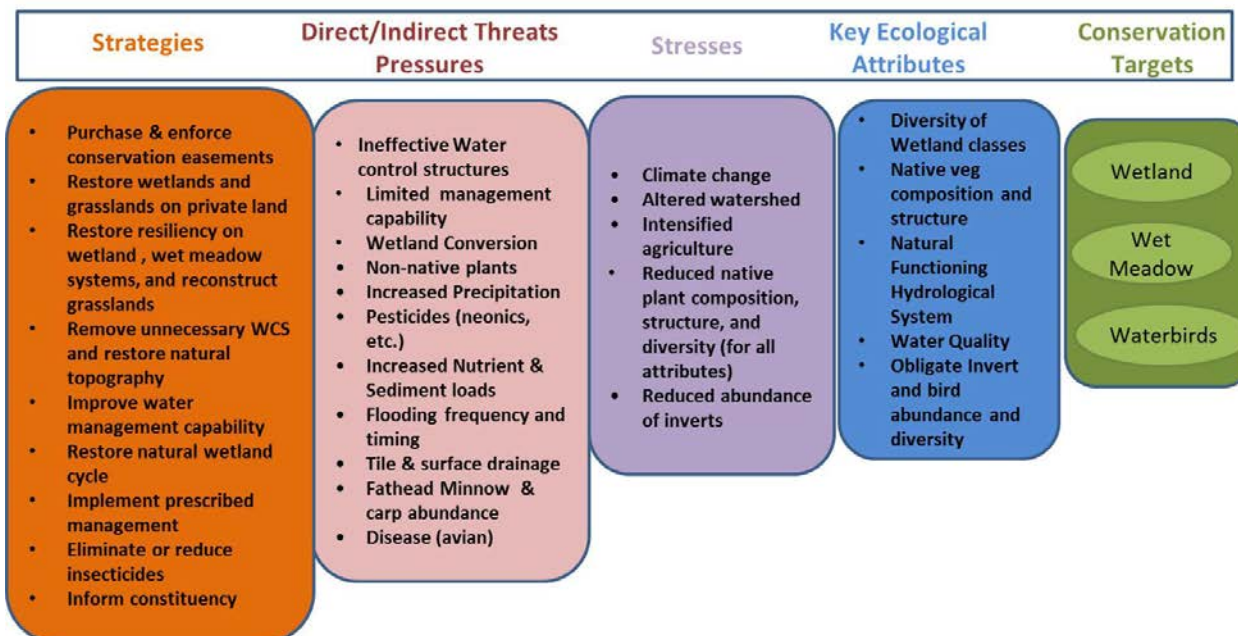 Strategies
Direct/Indirect Threats
Pressures
Stresses
Key Ecological
Attributes
Conservation
Targets
• Purchase & enforce
conservation easements
• Restore wetlands and
grasslands on private land
• Restore resiliency on
wetland , wet meadow
systems, and reconstruct
grasslands
• Remove unnecessary WCS
and restore natural
topography
• Improve water
management capability
• Restore natural wetland
cycle
• Implement prescribed
management
• Eliminate or reduce
insecticides
• Inform constituency
• Ineffective Water
control structures
• Limited management
capability
• Wetland Conversion
• Non-native plants
• Increased Precipitation
• Pesticides (neonics,
etc.)
• Increased Nutrient &
Sediment loads
• Flooding frequency and
timing
• Tile & surface drainage
• Fathead Minnow &
carp abundance
• Disease (avian)
• Climate change
• Altered watershed
• Intensified
agriculture
• Reduced native
plant composition,
structure, and
diversity (for all
attributes)
• Reduced abundance
of inverts
• Diversity of
Wetland classes
• Native veg
composition and
structure
• Natural
Functioning
Hydrological
System
• Water Quality
• Obligate Invert
and bird
abundance and
diversity
Wetland
Wet
Meadow
Waterbirds